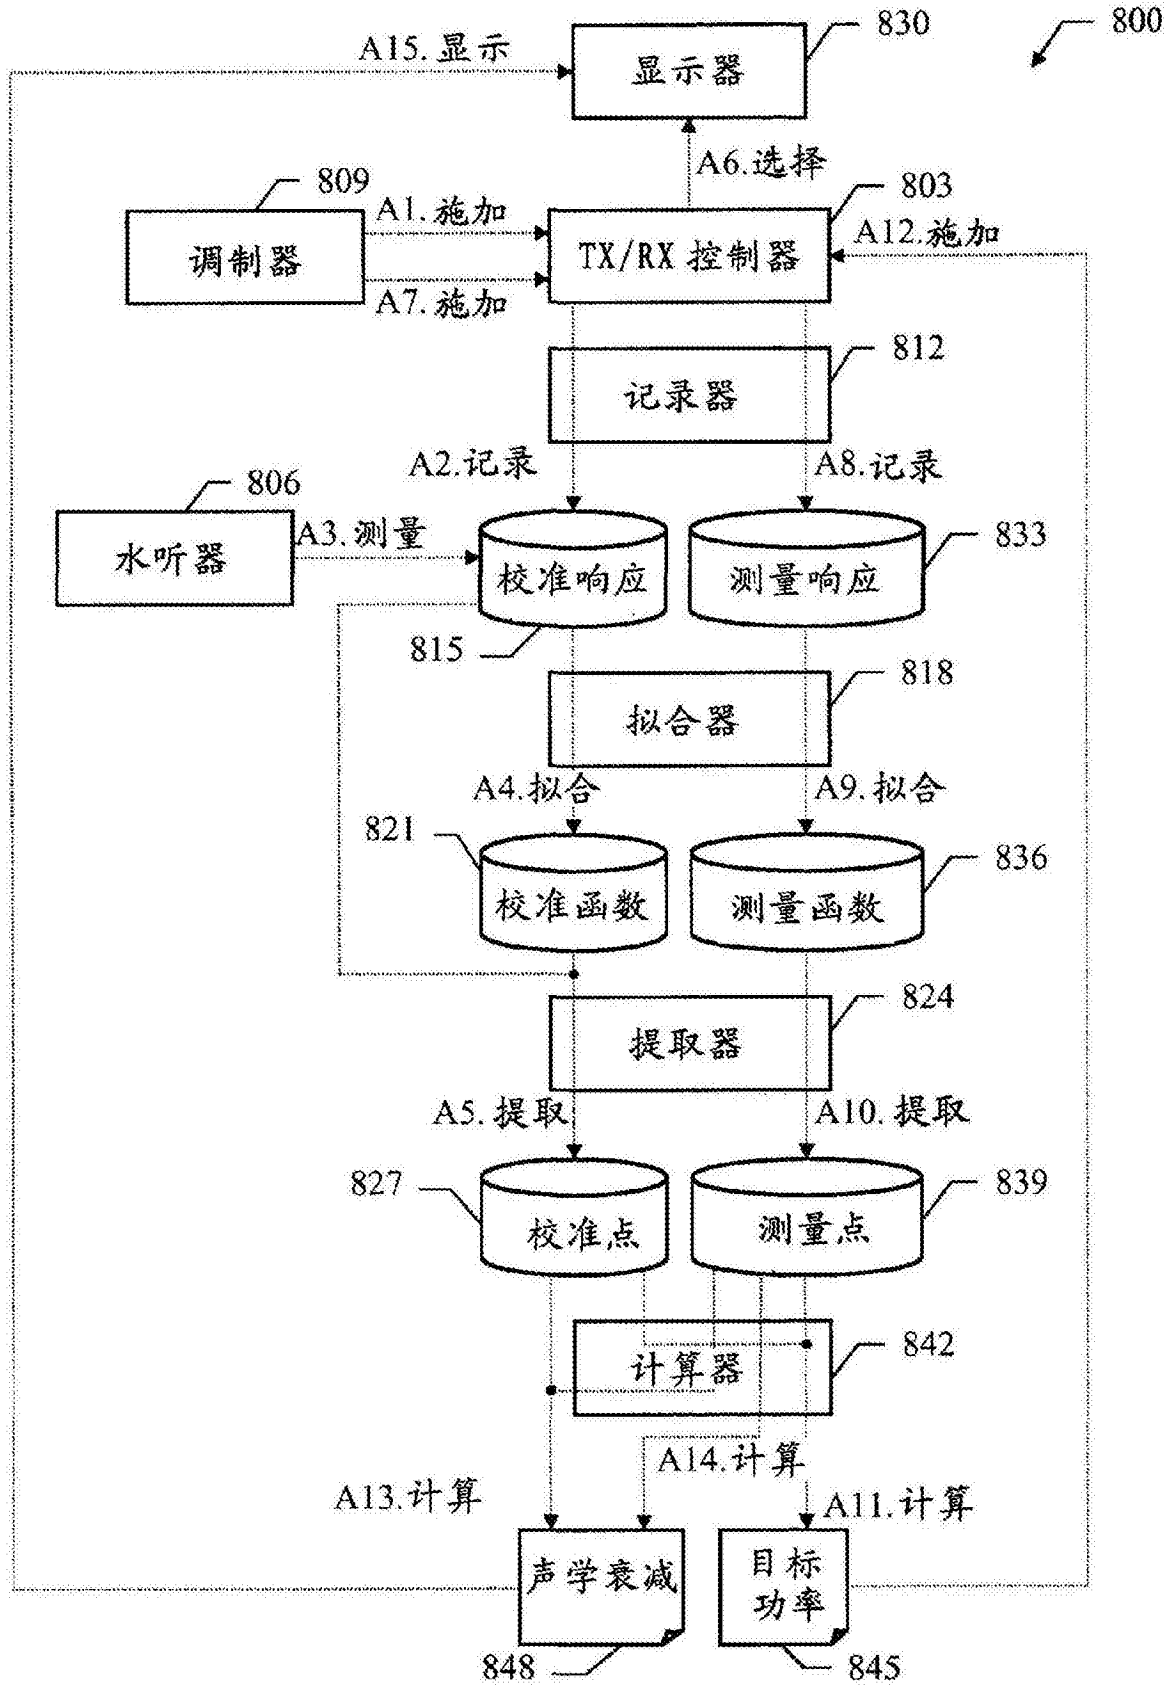 800
830
A15.显示
显示器
A6.选择
809
803
A1.施加
A12.施加
调制器
TX/RX 控制器
A7.施加
812
记录器
A2.记录
A8.记录
806
A3.测量
833
水听器
校准响应
测量响应
815
818
拟合器
A4.拟合
A9.拟合
821
836
校准函数
测量函数
824
提取器
A5.提取
A10.提取
827
839
校准点
测量点
842
计算器
A14.计算
A13.计算
A11.计算
声学衰减
目标
功率
848
845